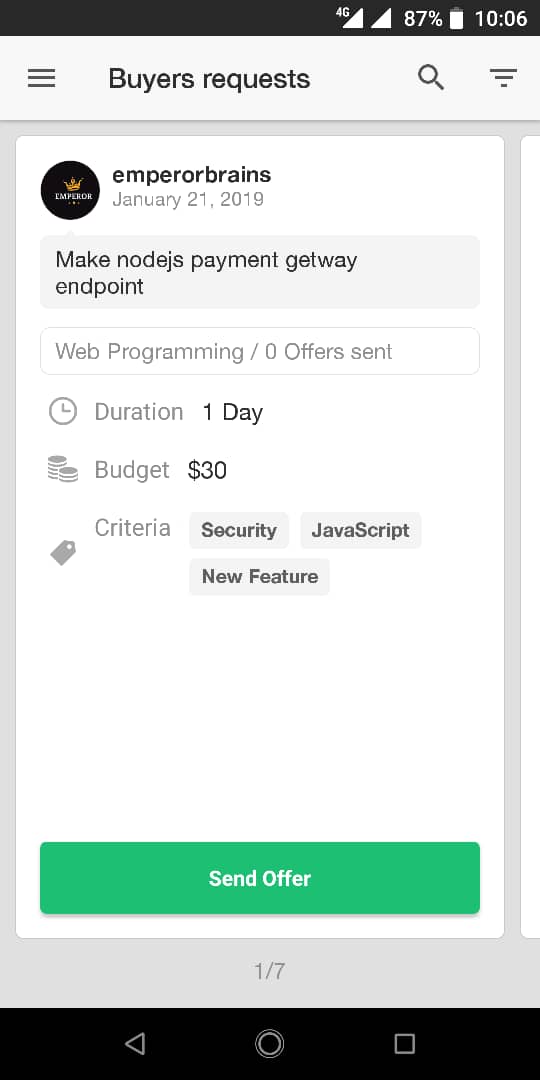 4G 87% 10:06
Buyers requests
emperorbrains
January 21, 2019
EMPEROR
Make nodejs payment getway
endpoint
Web Programming / 0 Offers sent
Duration 1 Day
Budget $30
Criteria Security JavaScript
New Feature
Send Offer
1/7